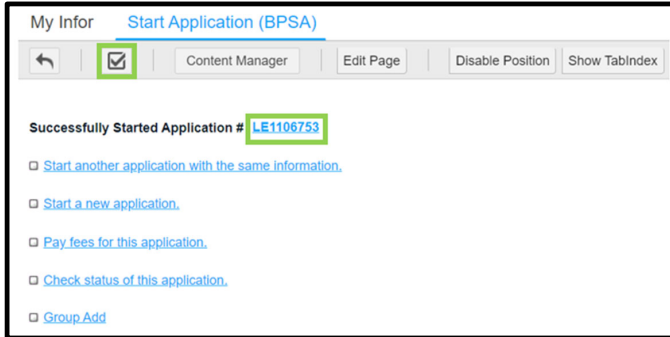 My Infor Start Application (BPSA)
Content Manager Edit Page Disable Position Show TabIndex
Successfully Started Application # LE1106753
Start another application with the same information.
Start a new application.
Pay fees for this application.
Check status of this application.
Group Add